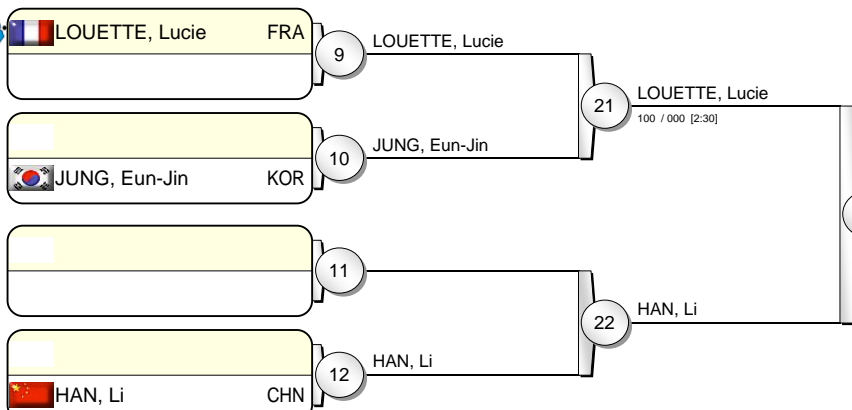 LOUETTE, Lucie FRA
9
LOUETTE, Lucie
21
LOUETTE, Lucie
100 / 000 [2:30]
10
JUNG, Eun-Jin
JUNG, Eun-Jin KOR
11
22
HAN, Li
12
HAN, Li
HAN, Li CHN